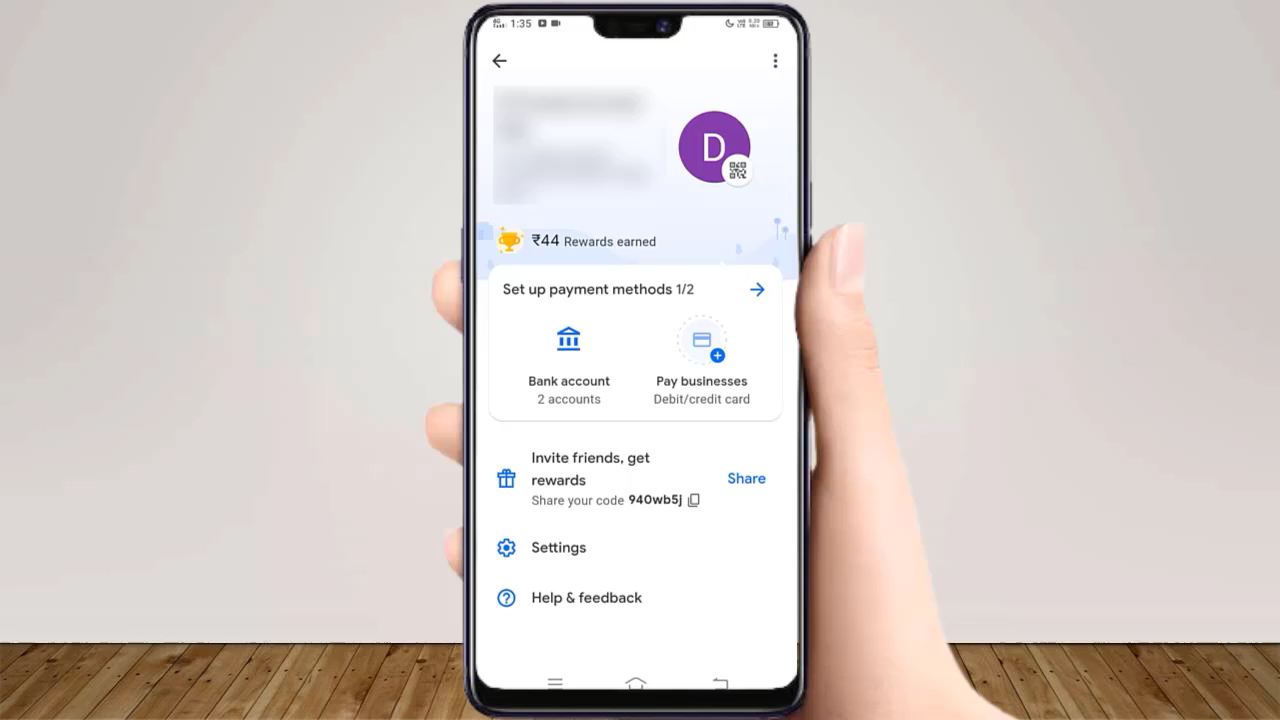 1:35
D
₹44 Rewards earned
Set up payment methods 1/2
Bank account
2 accounts
Pay businesses
Debit/credit card
Invite friends, get
rewards
Share your code 940wb5j
Share
Settings
Help & feedback